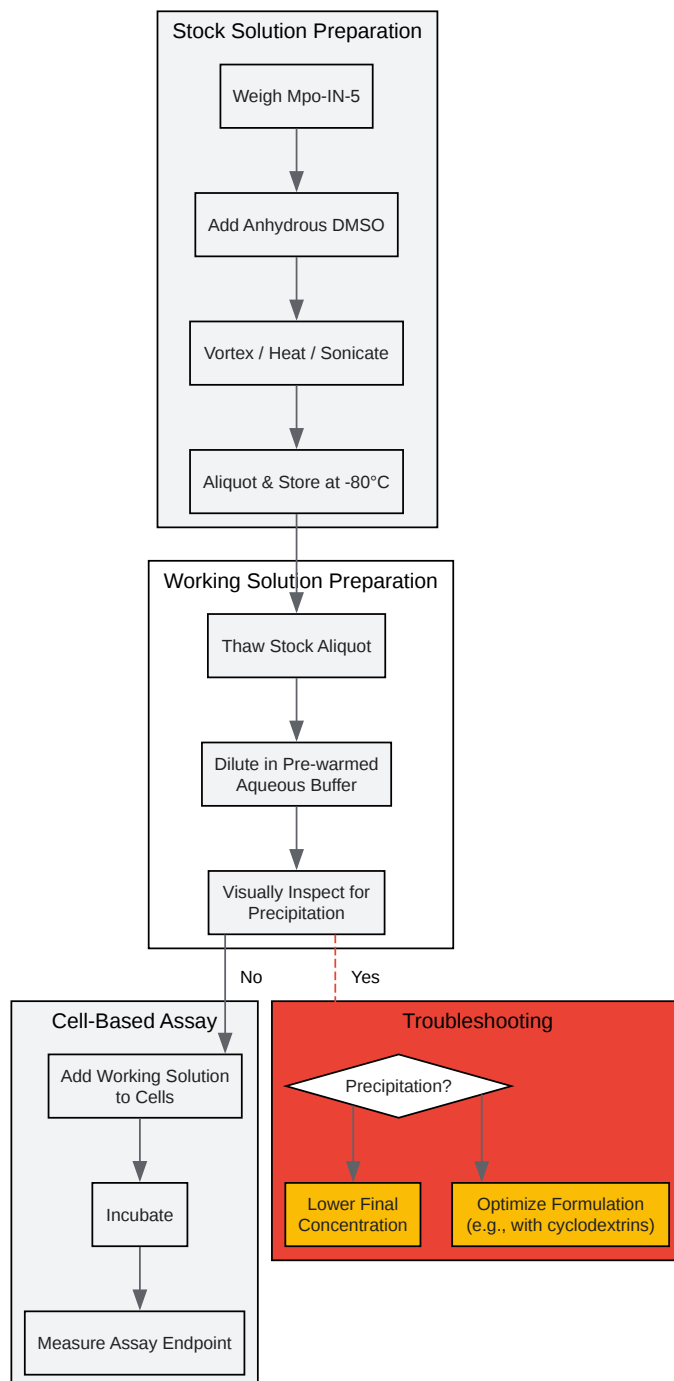 Stock Solution Preparation
Weigh Mpo-IN-5
Add Anhydrous DMSO
Vortex / Heat / Sonicate
Aliquot & Store at -80°C
Working Solution Preparation
Thaw Stock Aliquot
Dilute in Pre-warmed
Aqueous Buffer
Visually Inspect for
Precipitation
No
Yes
Cell-Based Assay
Add Working Solution
to Cells
Incubate
Measure Assay Endpoint
Troubleshooting
Precipitation?
Lower Final
Concentration
Optimize Formulation
(e.g., with cyclodextrins)